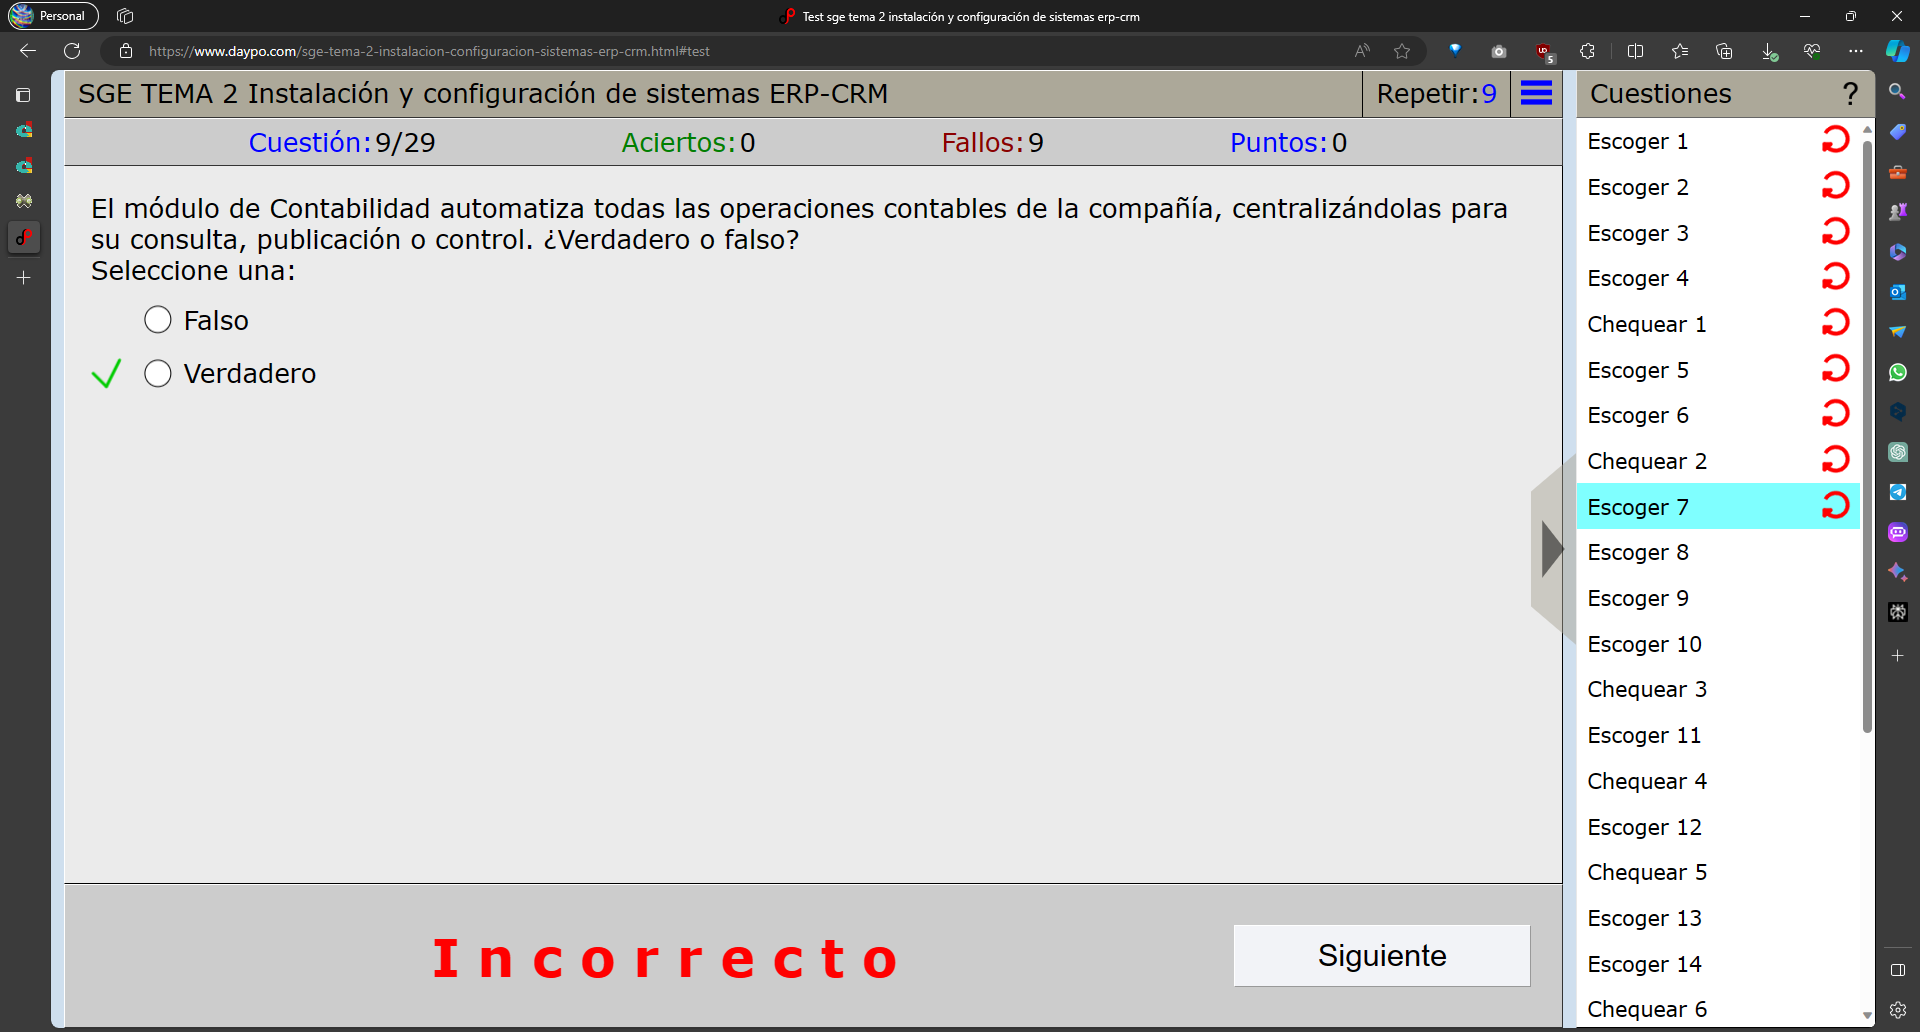 Personal
Test sge tema 2 instalación y configuración de sistemas erp-crm
https://www.daypo.com/sge-tema-2-instalacion-configuracion-sistemas-erp-crm.html#test
SGE TEMA 2 Instalación y configuración de sistemas ERP-CRM
Repetir:9
Cuestión:9/29
Aciertos:0
Fallos:9
Puntos:0
El módulo de Contabilidad automatiza todas las operaciones contables de la compañía, centralizándolas para
su consulta, publicación o control. ¿Verdadero o falso?
Seleccione una:
Falso
Verdadero
Incorrecto
Siguiente
Cuestiones
?
Escoger 1
Escoger 2
Escoger 3
Escoger 4
Chequear 1
Escoger 5
Escoger 6
Chequear 2
Escoger 7
Escoger 8
Escoger 9
Escoger 10
Chequear 3
Escoger 11
Chequear 4
Escoger 12
Chequear 5
Escoger 13
Escoger 14
Chequear 6
5